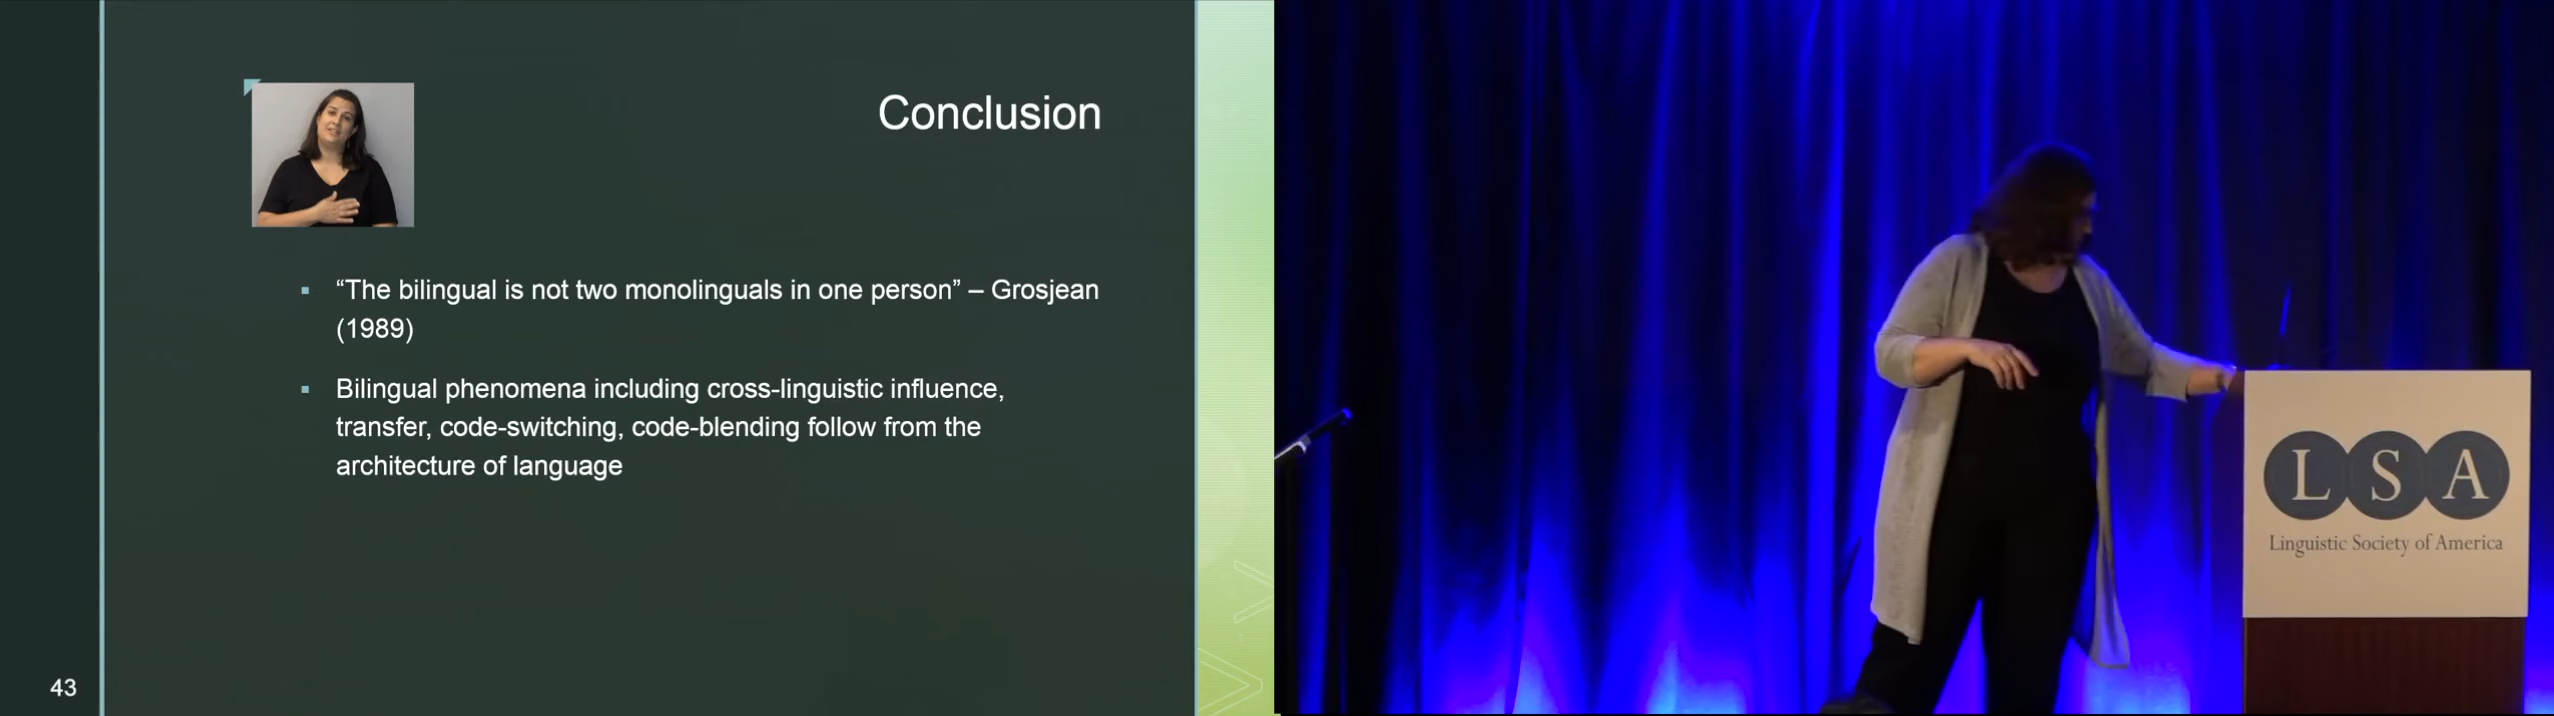 Conclusion
“The bilingual is not two monolinguals in one person” – Grosjean
(1989)
Bilingual phenomena including cross-linguistic influence,
transfer, code-switching, code-blending follow from the
architecture of language
43
LSA
Linguistic Society of America